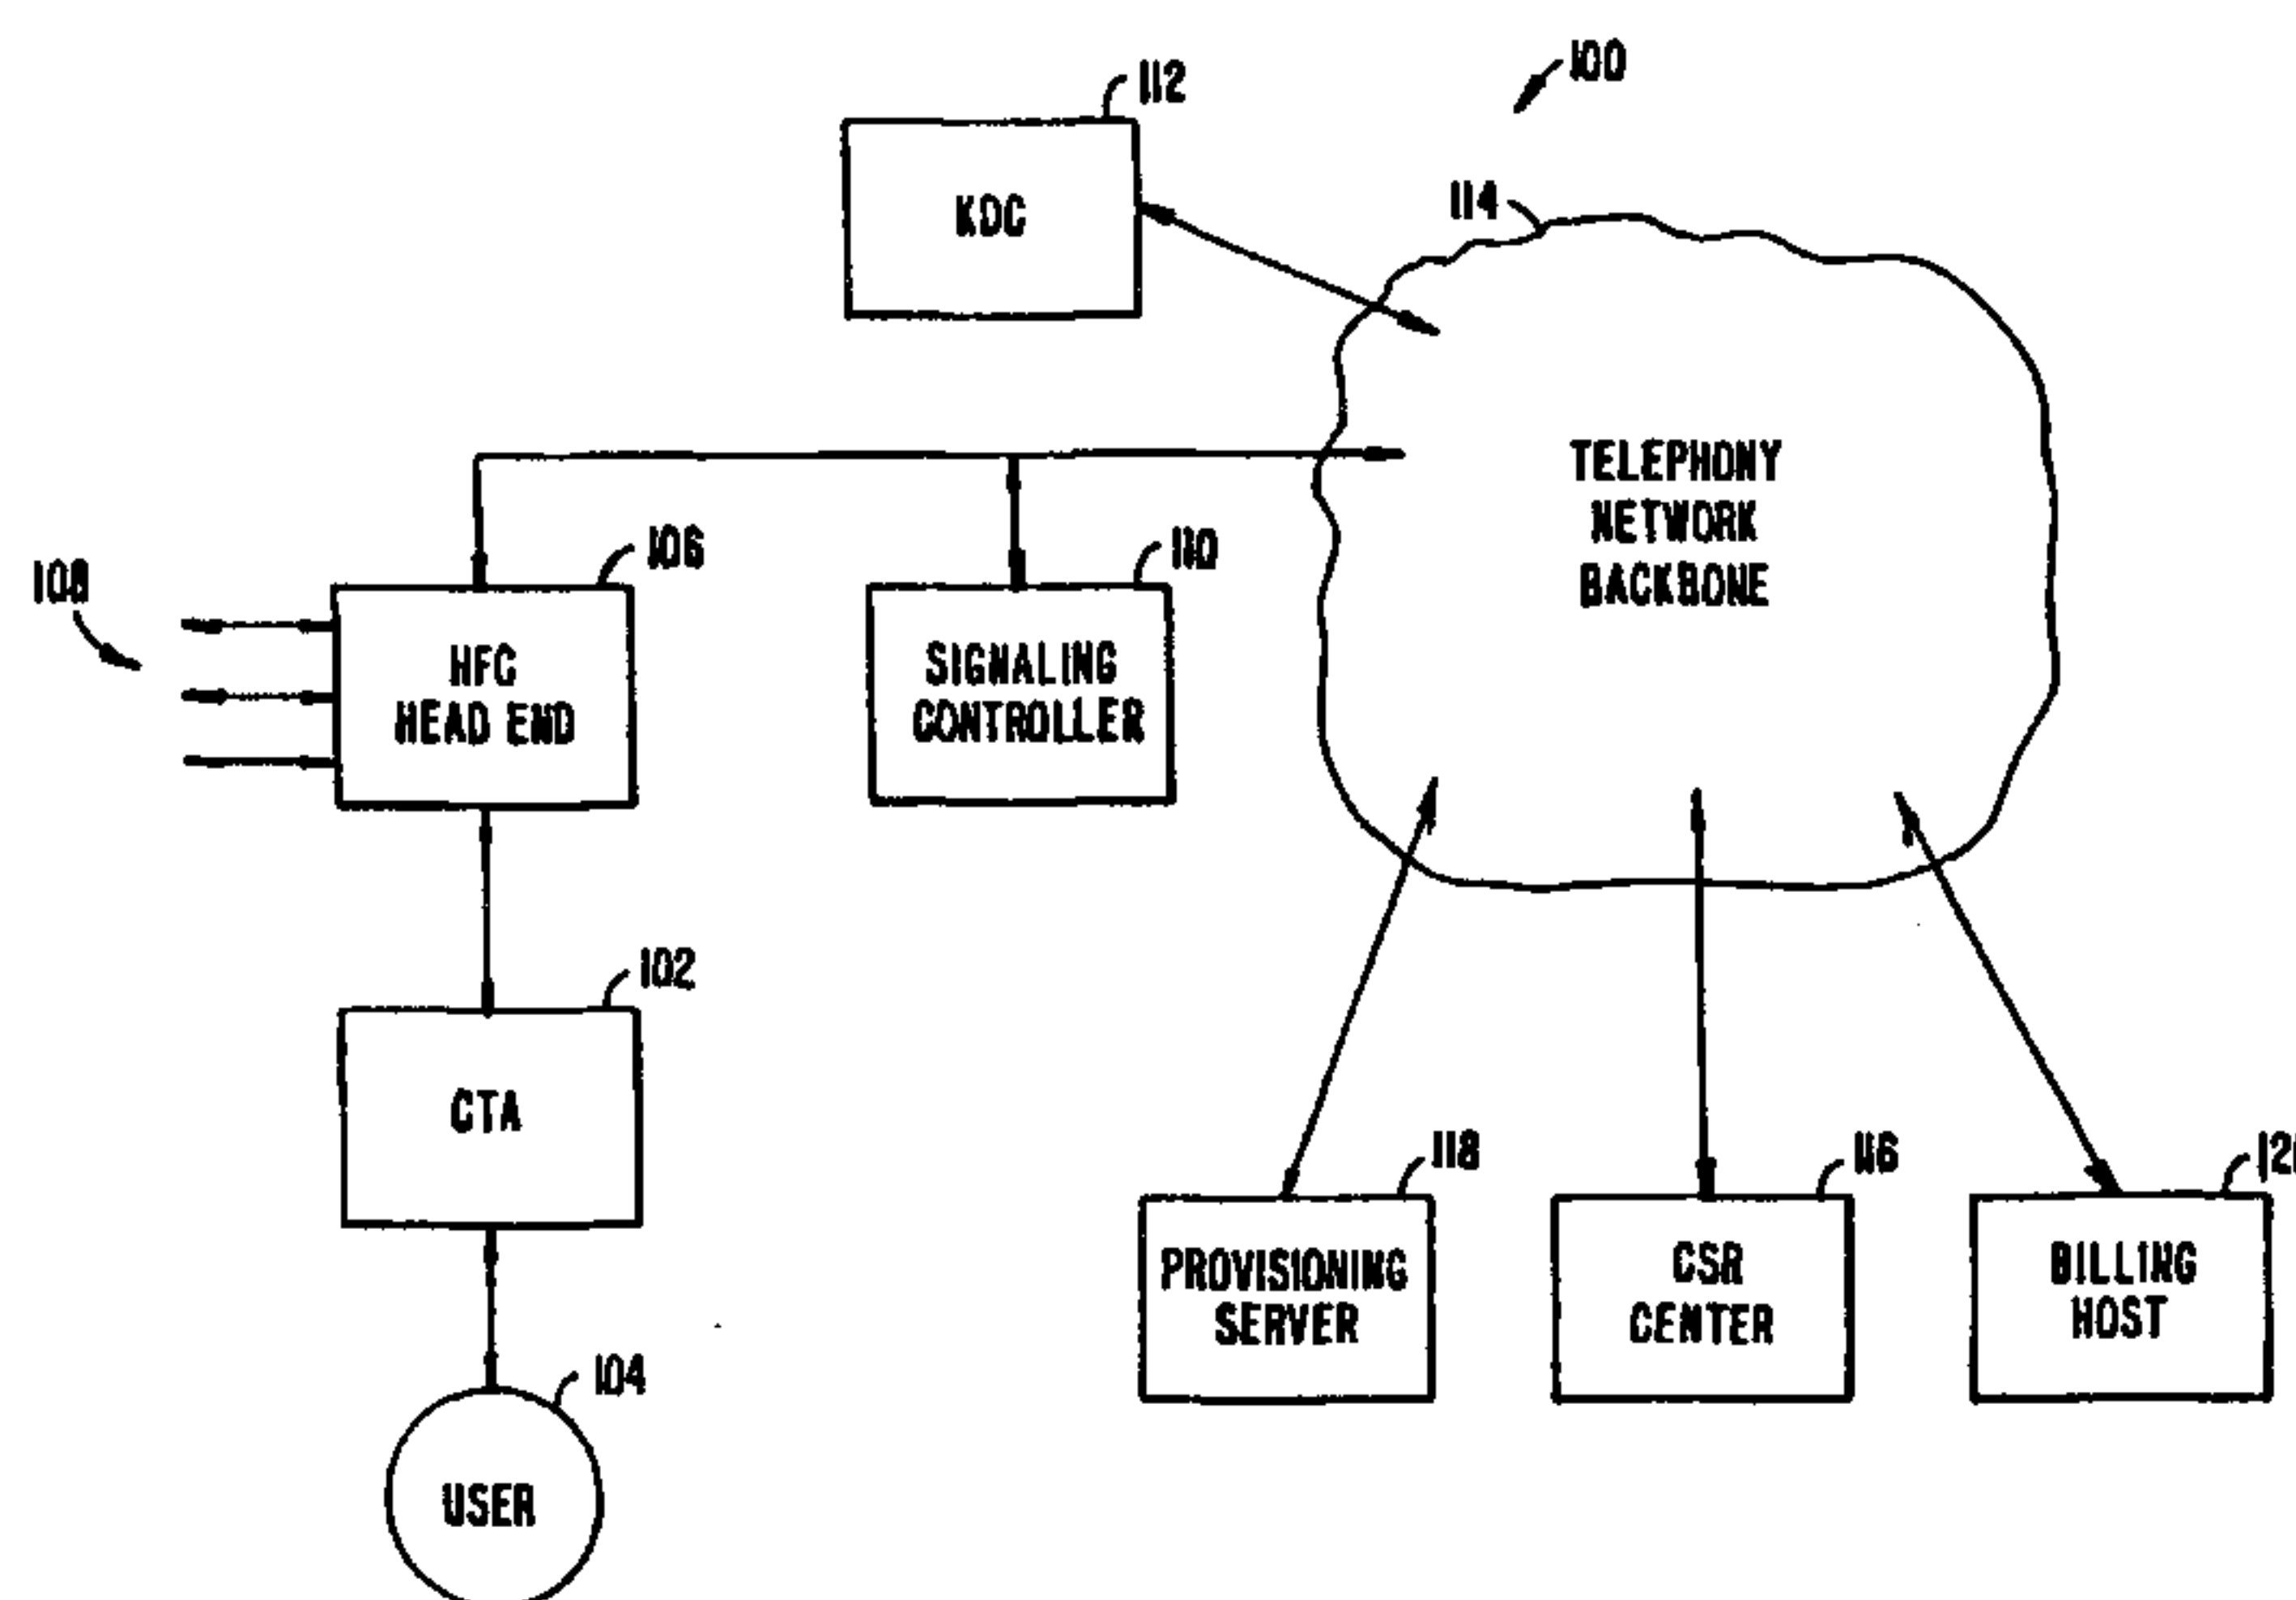 100
112
KDC
114
TELEPHONY
NETWORK
BACKBONE
106
108
HFC
HEAD END
110
SIGNALING
CONTROLLER
102
CTA
118
PROVISIONING
SERVER
116
CSR
CENTER
BILLING
HOST
104
USER